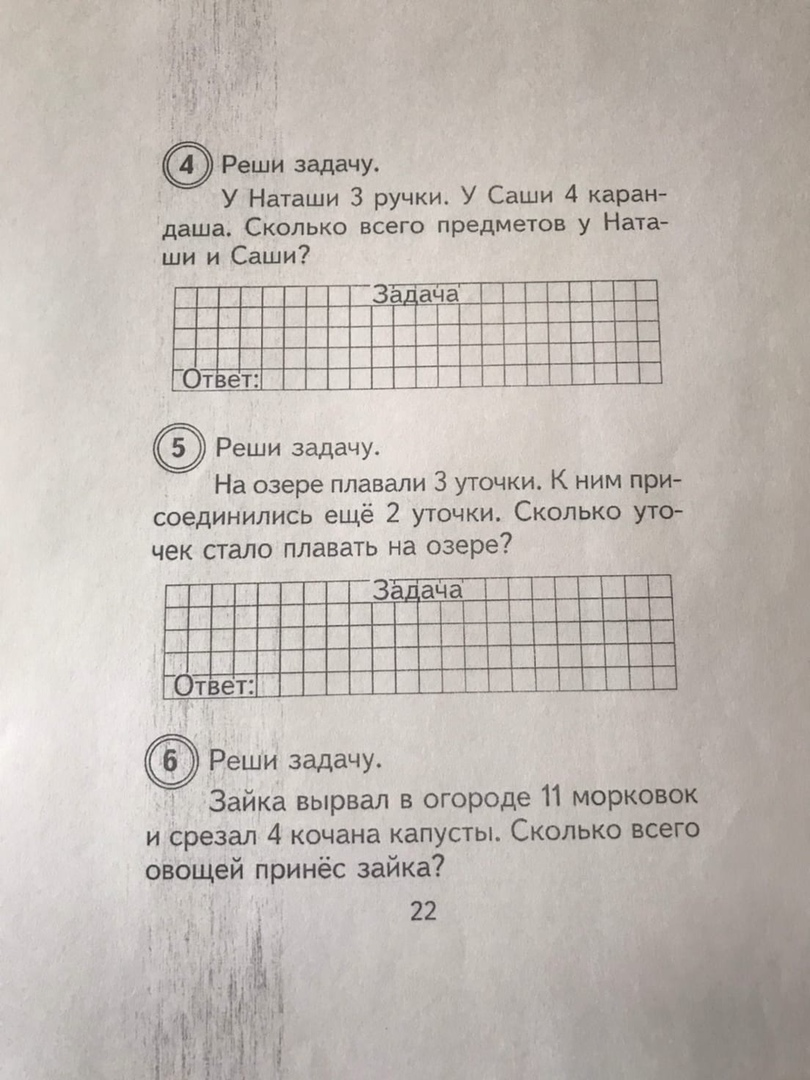 4 Реши задачу.
У Наташи 3 ручки. У Саши 4 каран-
даша. Сколько всего предметов у Ната-
ши и Саши?
Задача
Ответ:
5 Реши задачу.
На озере плавали 3 уточки. К ним при-
соединились ещё 2 уточки. Сколько уто-
чек стало плавать на озере?
Задача
Ответ:
6 Реши задачу.
Зайка вырвал в огороде 11 морковок
и срезал 4 кочана капусты. Сколько всего
овощей принёс зайка?
22